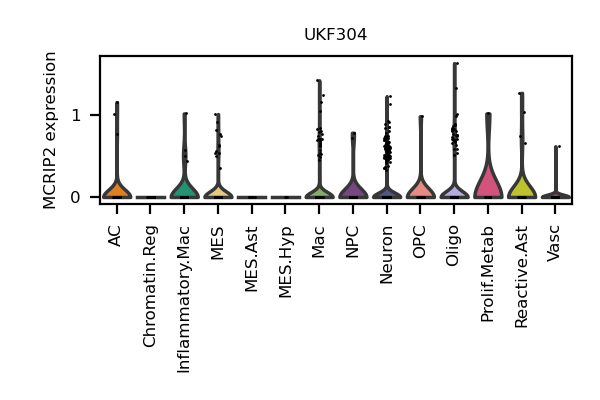 UKF304
MCRIP2 expression
1
0
AC
Chromatin.Reg
Inflammatory.Mac
MES
MES.Ast
MES.Hyp
Mac
NPC
Neuron
OPC
Oligo
Prolif.Metab
Reactive.Ast
Vasc